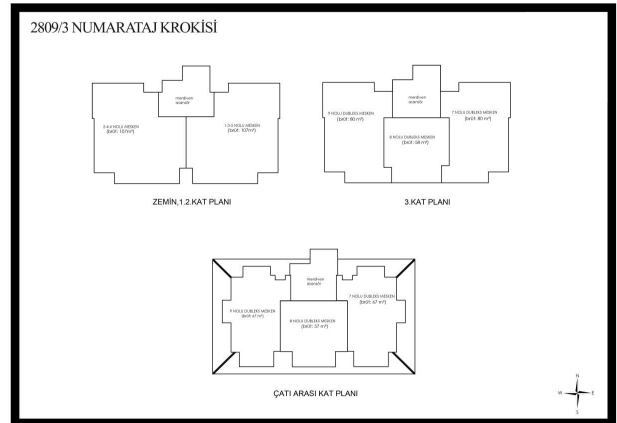 2809/3 NUMARATAJ KROKİSİ
merdiven
asansör
2-4-6 NOLU MESKEN
(brüt: 107m²)
1-3-5 NOLU MESKEN
(brüt: 107m²)
ZEMİN,1.2.KAT PLANI
merdiven
asansör
9 NOLU DUBLEKS MESKEN
(brüt: 80 m²)
7 NOLU DUBLEKS MESKEN
(brüt: 80 m²)
8 NOLU DUBLEKS MESKEN
(brüt: 58 m²)
3.KAT PLANI
merdiven
asansör
7 NOLU DUBLEKS MESKEN
(brüt: 67 m²)
9 NOLU DUBLEKS MESKEN
(brüt: 67 m²)
8 NOLU DUBLEKS MESKEN
(brüt: 57 m²)
ÇATI ARASI KAT PLANI
N
W E
S